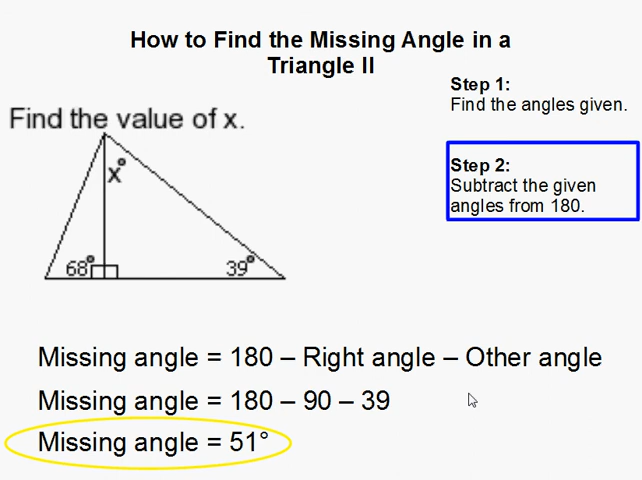 How to Find the Missing Angle in a
Triangle II
Step 1:
Find the angles given.
Find the value of x.
Step 2:
Subtract the given
angles from 180.
x°
68°
39°
Missing angle = 180 – Right angle – Other angle
Missing angle = 180 – 90 – 39
Missing angle = 51°